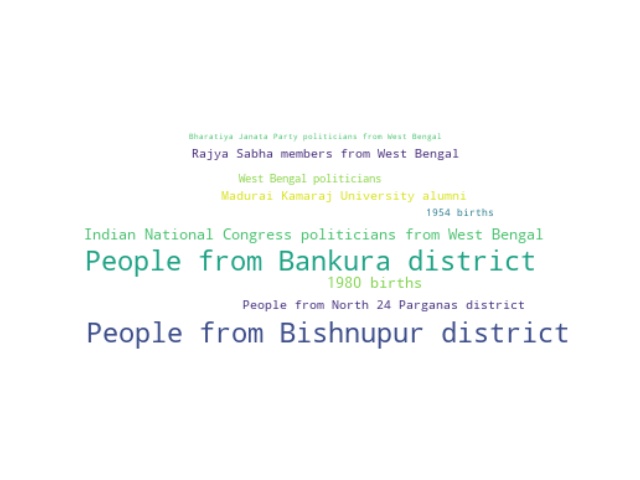 Bharatiya Janata Party politicians from West Bengal
Rajya Sabha members from West Bengal
West Bengal politicians
Madurai Kamaraj University alumni
1954 births
Indian National Congress politicians from West Bengal
People from Bankura district
1980 births
People from North 24 Parganas district
People from Bishnupur district